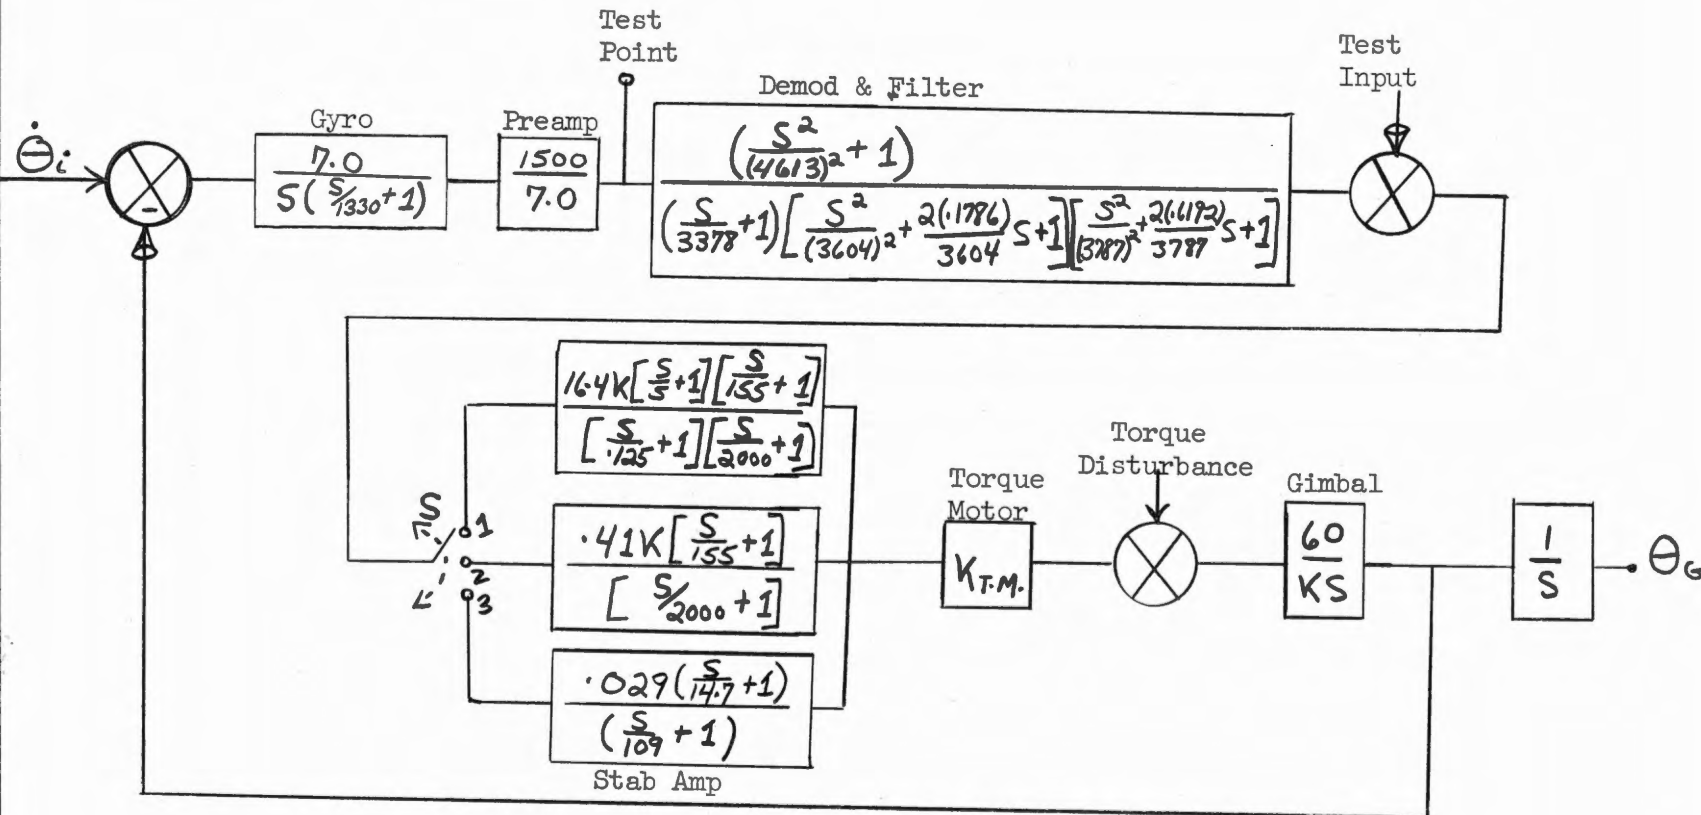 Test
Point
Test
Input
Demod & Filter
Gyro
Preamp
Θ̇i
7.0
S(S/1330+1)
1500
7.0
(S²/(4613)²+1)
(S/3378+1)[S²/(3604)²+2(.1786)/3604 S+1][S²/(3787)²+2(.6192)/3787 S+1]
-
16.4K[S/5+1][S/155+1]
[S/.125+1][S/2000+1]
S
1
2
3
.41K[S/155+1]
[S/2000+1]
.029(S/14.7+1)
(S/109+1)
Stab Amp
Torque
Motor
K T.M.
Torque
Disturbance
Gimbal
60
KS
1
S
ΘG